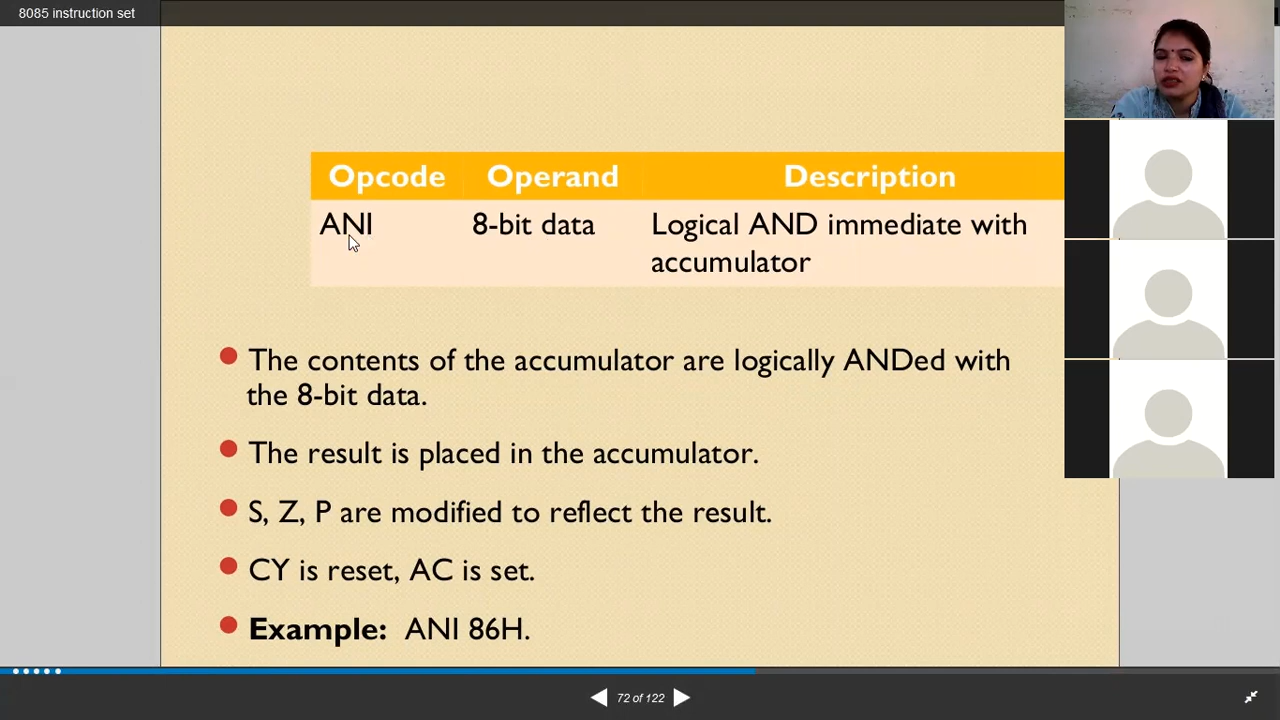 8085 instruction set
Opcode Operand Description
ANI 8-bit data Logical AND immediate with
accumulator
The contents of the accumulator are logically ANDed with
the 8-bit data.
The result is placed in the accumulator.
S, Z, P are modified to reflect the result.
CY is reset, AC is set.
Example: ANI 86H.
72 of 122